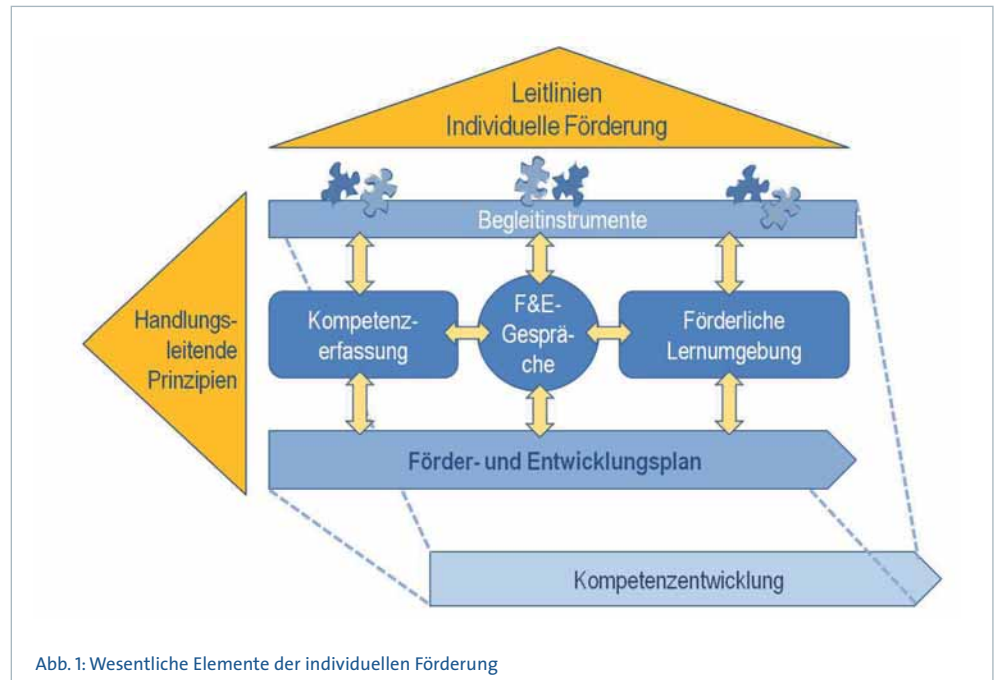 Leitlinien
Individuelle Förderung
Begleitinstrumente
Handlungs-
leitende
Prinzipien
Kompetenz-
erfassung
F&E-
Gesprä-
che
Förderliche
Lernumgebung
Förder- und Entwicklungsplan
Kompetenzentwicklung
Abb. 1: Wesentliche Elemente der individuellen Förderung